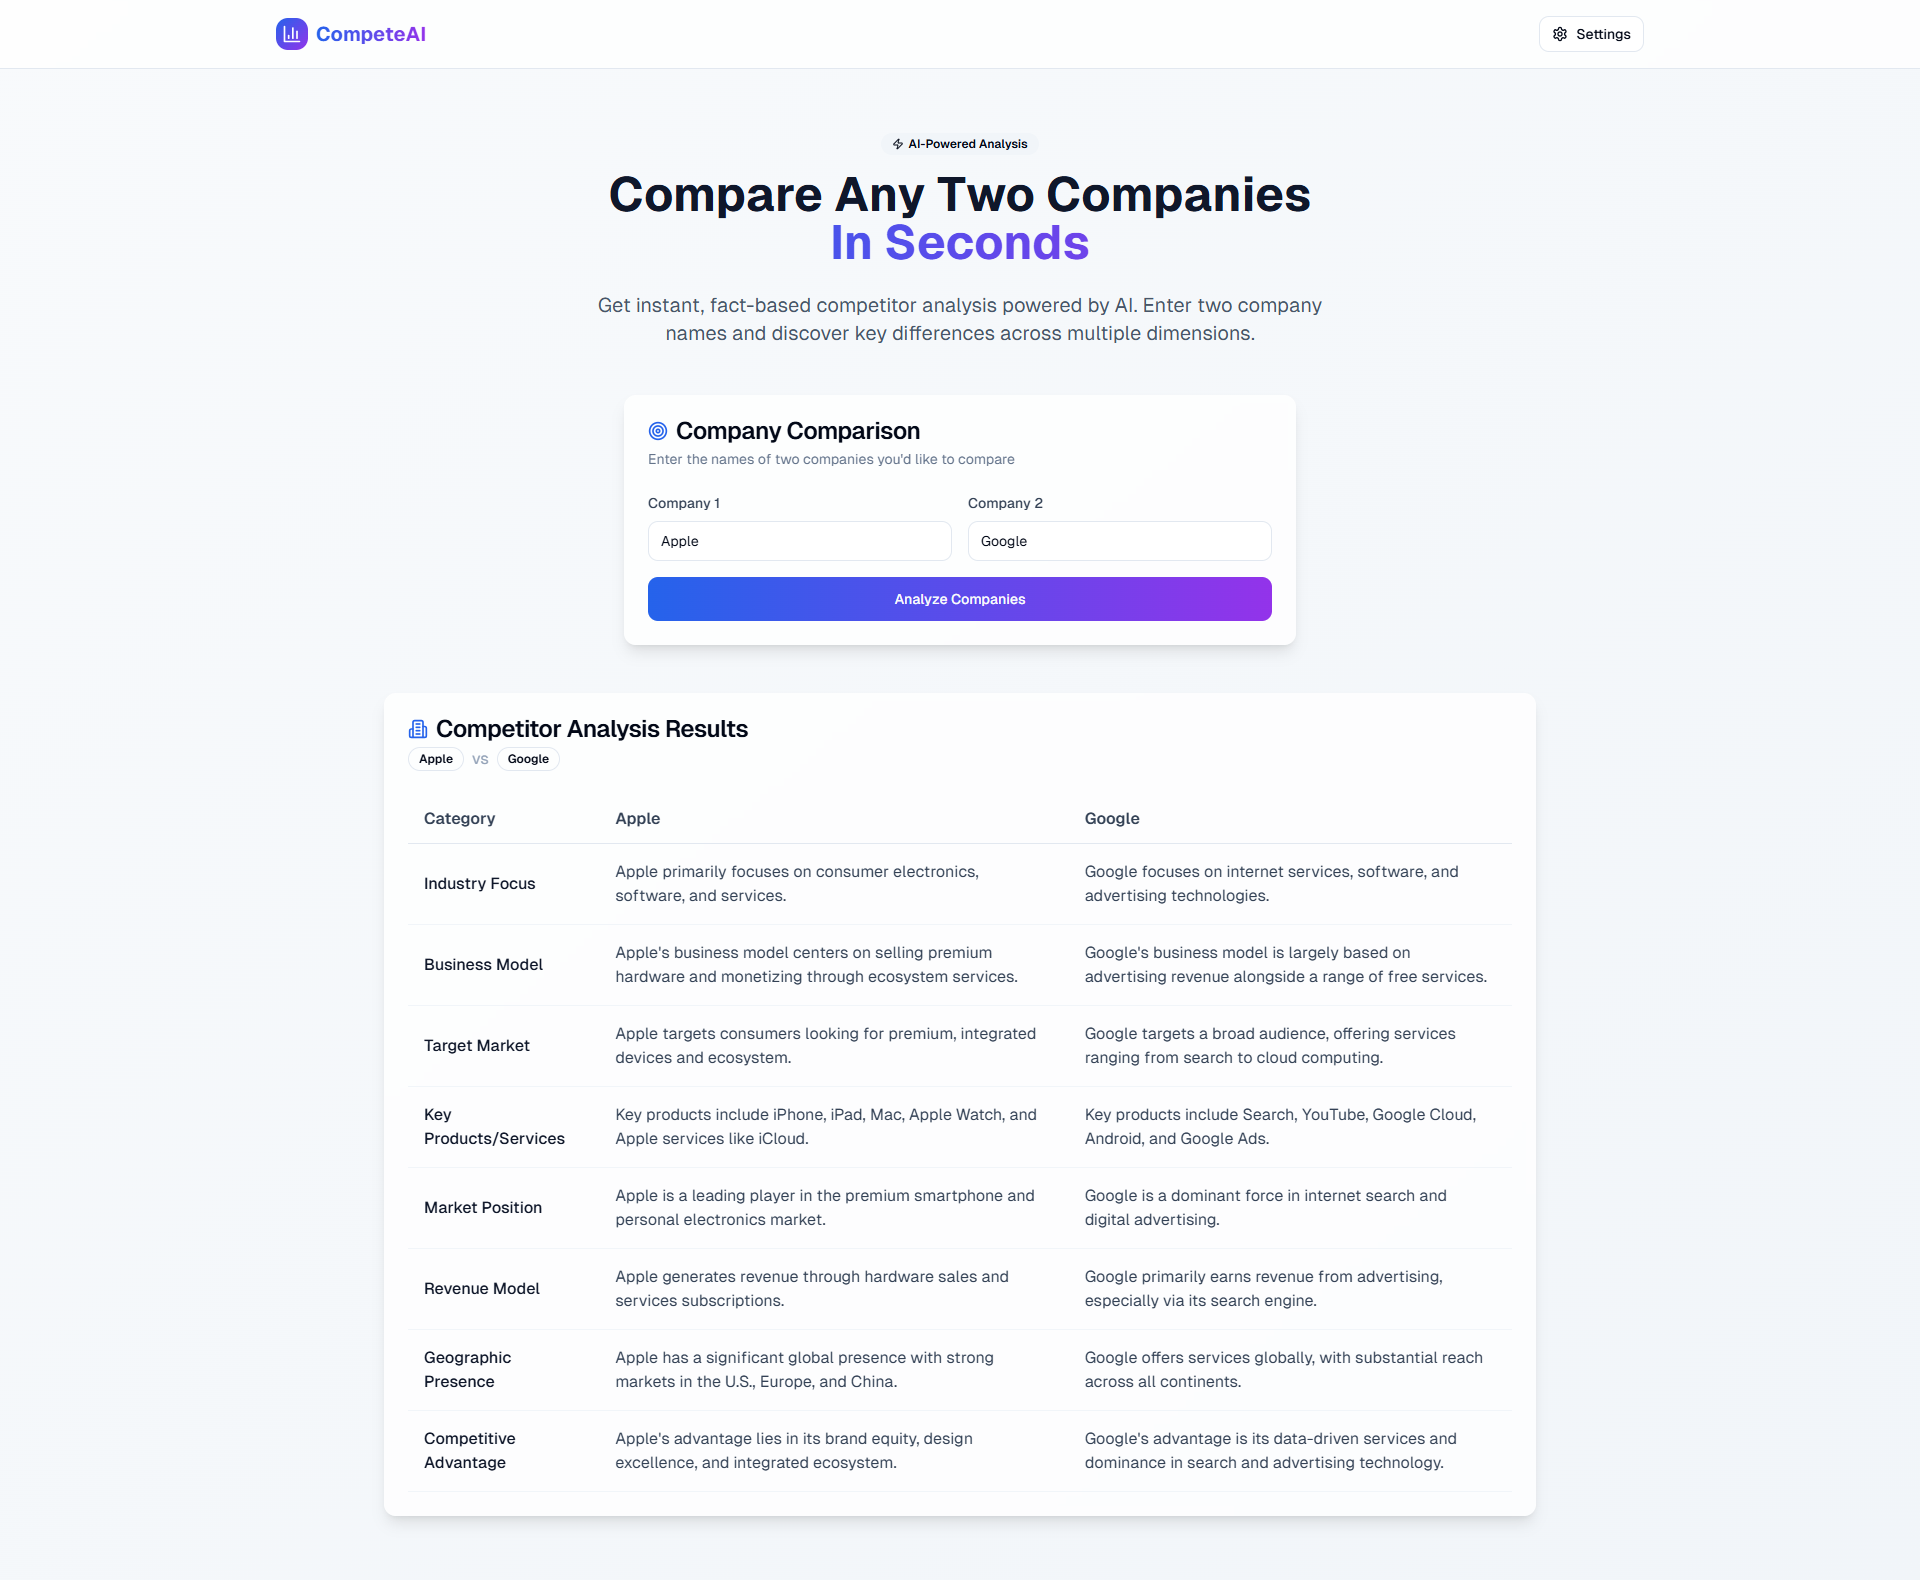 CompeteAI
Settings
AI-Powered Analysis
Compare Any Two Companies
In Seconds
Get instant, fact-based competitor analysis powered by AI. Enter two company
names and discover key differences across multiple dimensions.
Company Comparison
Enter the names of two companies you'd like to compare
Company 1
Company 2
Apple
Google
Analyze Companies
Competitor Analysis Results
Apple VS Google
Category Apple Google
Industry Focus
Apple primarily focuses on consumer electronics,
software, and services.
Google focuses on internet services, software, and
advertising technologies.
Business Model
Apple's business model centers on selling premium
hardware and monetizing through ecosystem services.
Google's business model is largely based on
advertising revenue alongside a range of free services.
Target Market
Apple targets consumers looking for premium, integrated
devices and ecosystem.
Google targets a broad audience, offering services
ranging from search to cloud computing.
Key
Products/Services
Key products include iPhone, iPad, Mac, Apple Watch, and
Apple services like iCloud.
Key products include Search, YouTube, Google Cloud,
Android, and Google Ads.
Market Position
Apple is a leading player in the premium smartphone and
personal electronics market.
Google is a dominant force in internet search and
digital advertising.
Revenue Model
Apple generates revenue through hardware sales and
services subscriptions.
Google primarily earns revenue from advertising,
especially via its search engine.
Geographic
Presence
Apple has a significant global presence with strong
markets in the U.S., Europe, and China.
Google offers services globally, with substantial reach
across all continents.
Competitive
Advantage
Apple's advantage lies in its brand equity, design
excellence, and integrated ecosystem.
Google's advantage is its data-driven services and
dominance in search and advertising technology.